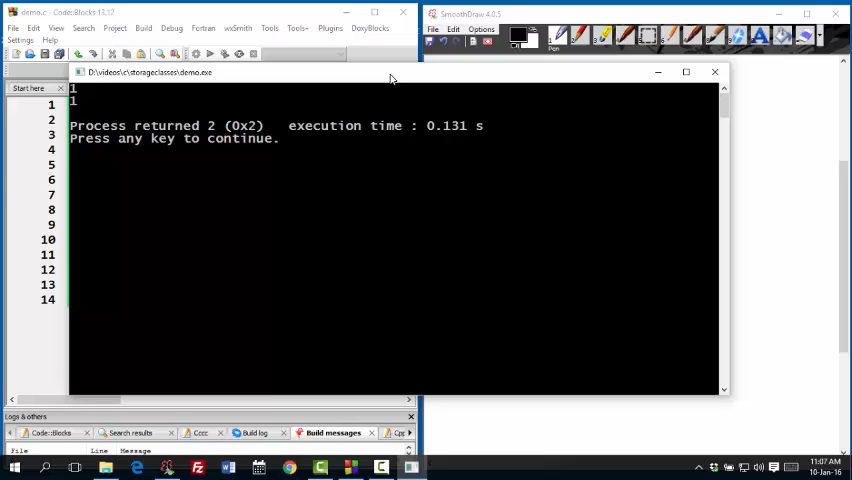 demo.c - Code::Blocks 13.12
File Edit View Search Project Build Debug Fortran wxSmith Tools Tools+ Plugins DoxyBlocks
Settings Help
SmoothDraw 4.0.5
File Edit Options
Pen
D:\videos\c\storageclasses\demo.exe
1
1
Process returned 2 (0x2) execution time : 0.131 s
Press any key to continue.
Start here
1
2
3
4
5
6
7
8
9
10
11
12
13
14
Logs & others
Code::Blocks Search results Cccc Build log Build messages Cpp
File Line Message
11:07 AM
10-Jan-16